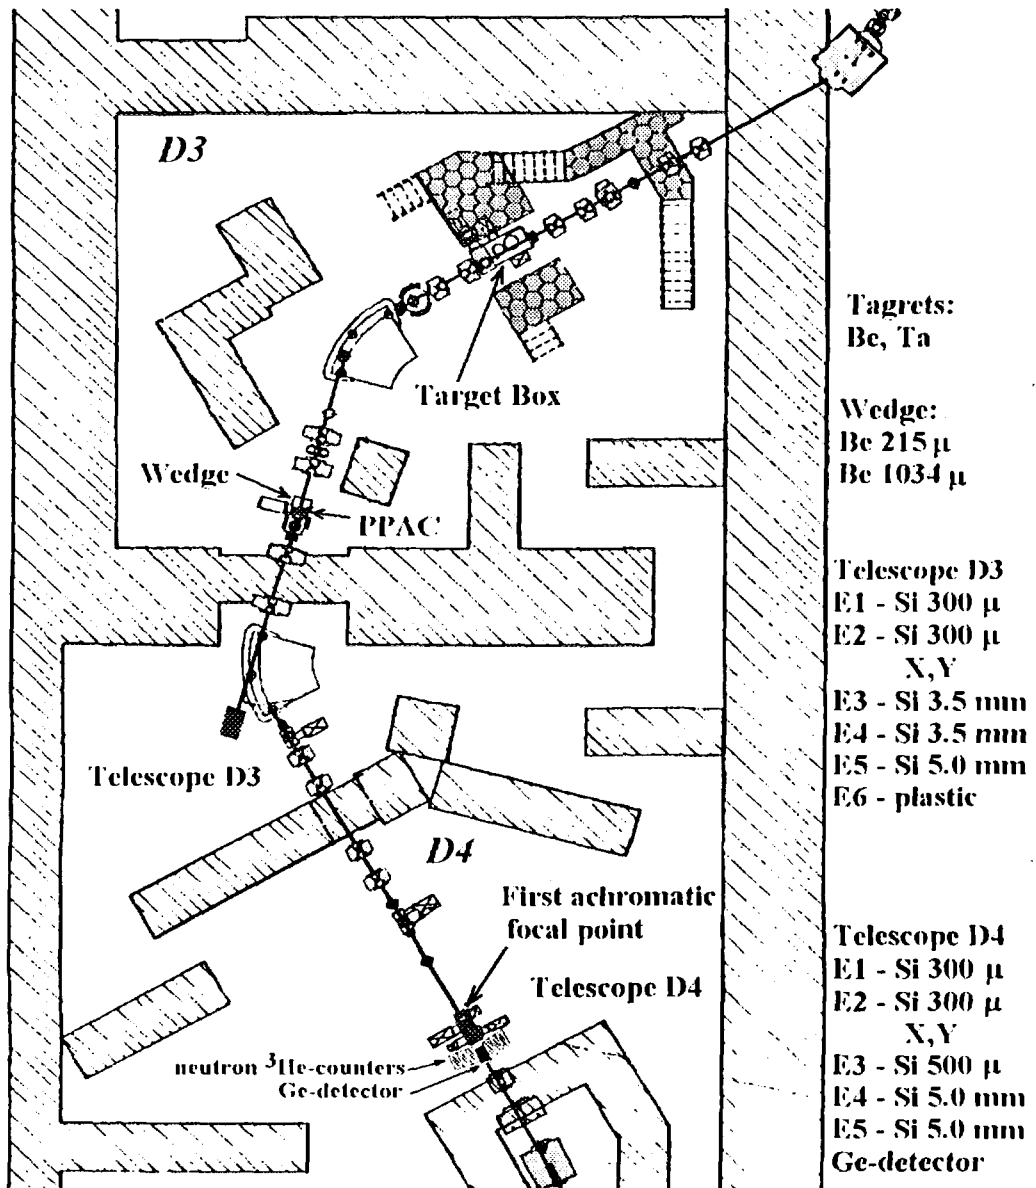 D3
Target Box
Wedge
PPAC
Telescope D3
D4
First achromatic
focal point
Telescope D4
neutron ³He-counters
Ge-detector
Tagrets:
Be, Ta
Wedge:
Be 215 μ
Be 1034 μ
Telescope D3
E1 - Si 300 μ
E2 - Si 300 μ
X,Y
E3 - Si 3.5 mm
E4 - Si 3.5 mm
E5 - Si 5.0 mm
E6 - plastic
Telescope D4
E1 - Si 300 μ
E2 - Si 300 μ
X,Y
E3 - Si 500 μ
E4 - Si 5.0 mm
E5 - Si 5.0 mm
Ge-detector